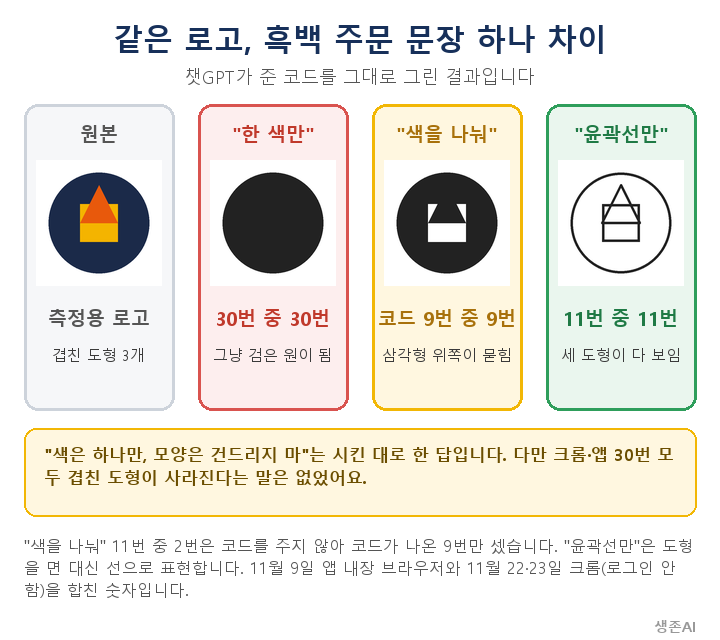 같은 로고, 흑백 주문 문장 하나 차이
챗GPT가 준 코드를 그대로 그린 결과입니다
원본
측정용 로고
겹친 도형 3개
"한 색만"
30번 중 30번
그냥 검은 원이 됨
"색을 나눠"
코드 9번 중 9번
삼각형 위쪽이 묻힘
"윤곽선만"
11번 중 11번
세 도형이 다 보임
"색은 하나만, 모양은 건드리지 마"는 시킨 대로 한 답입니다. 다만 크롬·앱 30번 모
두 겹친 도형이 사라진다는 말은 없었어요.
"색을 나눠" 11번 중 2번은 코드를 주지 않아 코드가 나온 9번만 셌습니다. "윤곽선만"은 도형
을 면 대신 선으로 표현합니다. 11월 9일 앱 내장 브라우저와 11월 22·23일 크롬(로그인 안
함)을 합친 숫자입니다.
생존AI